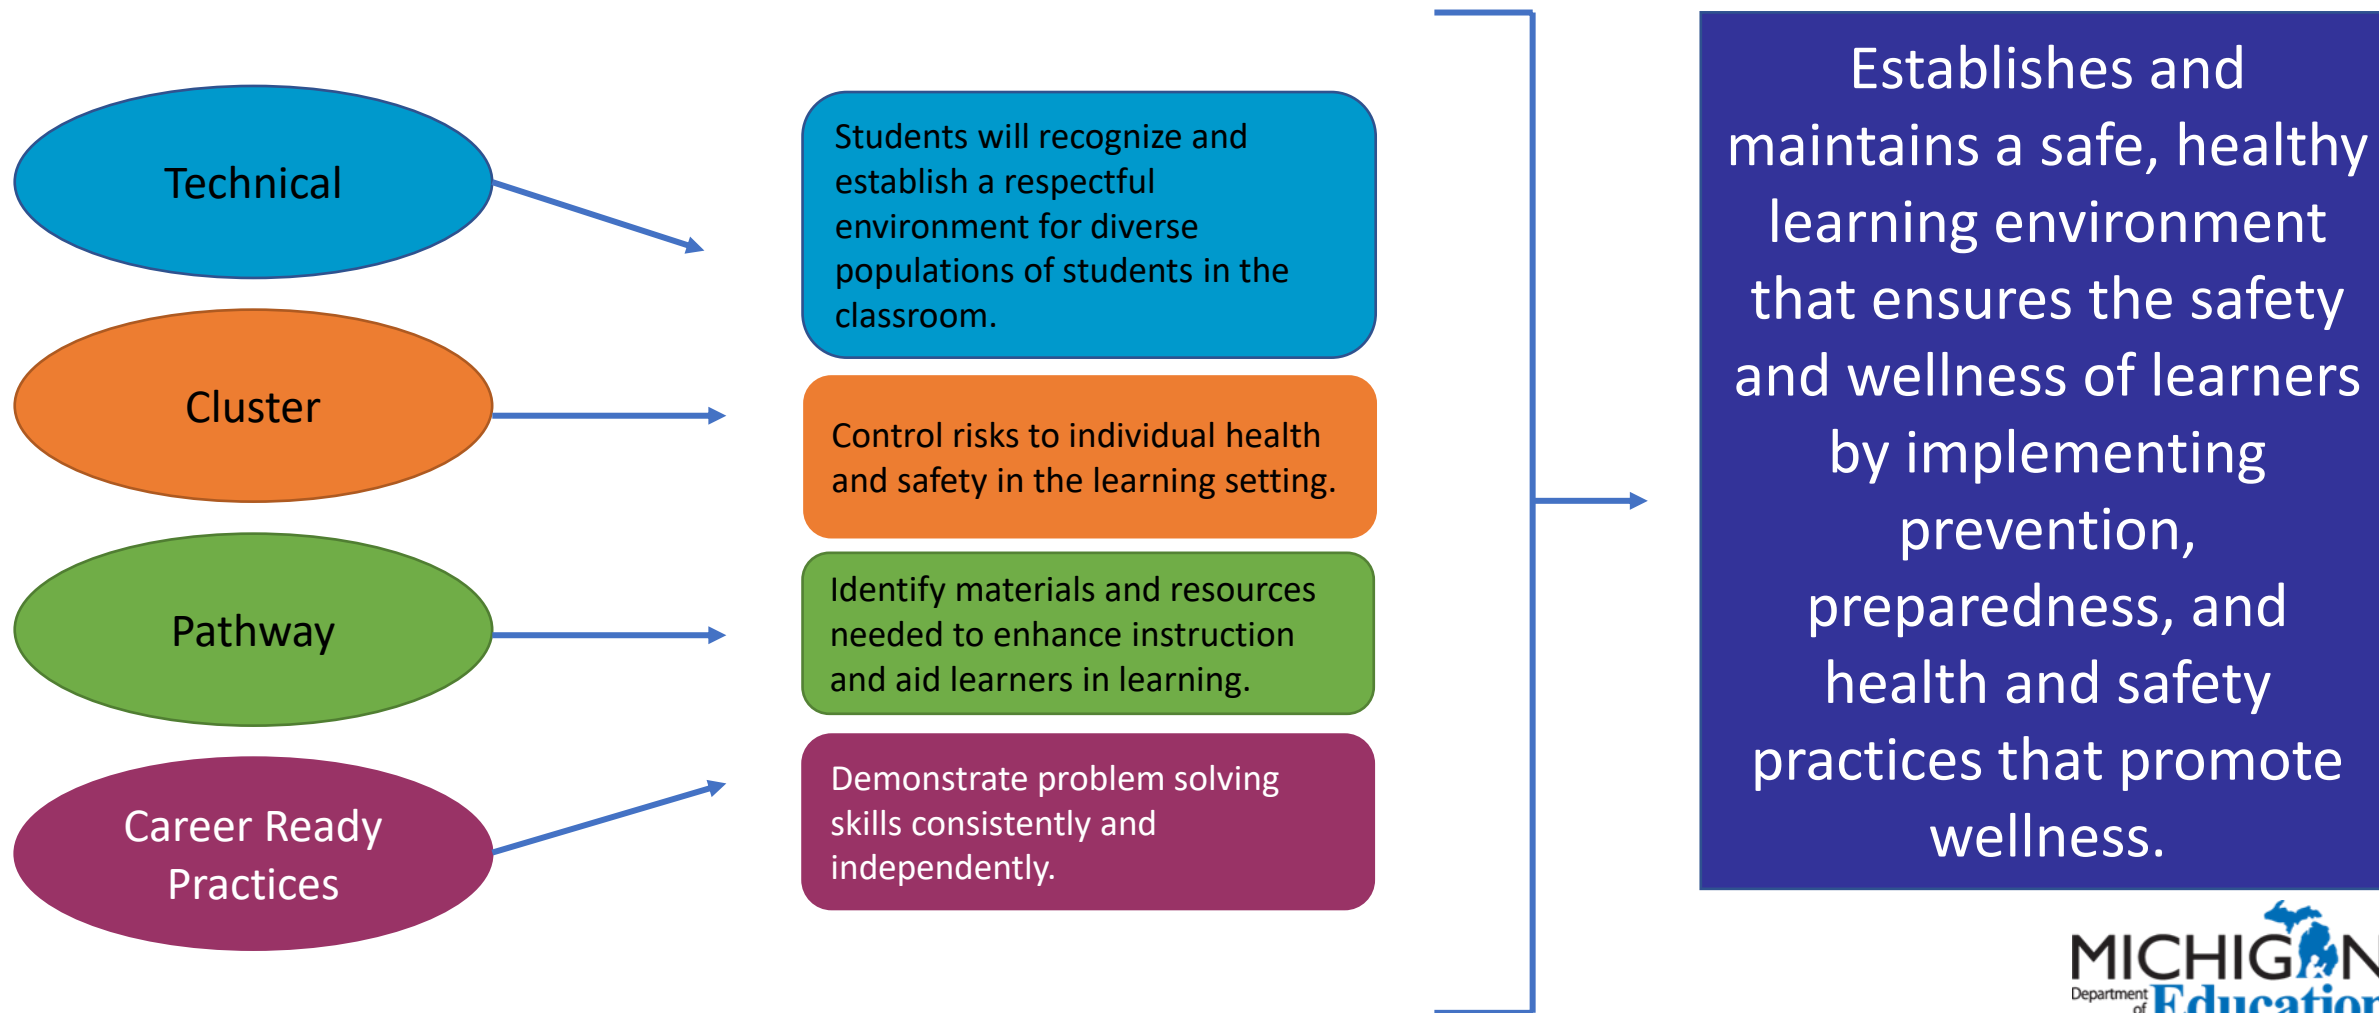 Technical
Students will recognize and
establish a respectful
environment for diverse
populations of students in the
classroom.
Cluster
Control risks to individual health
and safety in the learning setting.
Pathway
Identify materials and resources
needed to enhance instruction
and aid learners in learning.
Career Ready
Practices
Demonstrate problem solving
skills consistently and
independently.
Establishes and
maintains a safe, healthy
learning environment
that ensures the safety
and wellness of learners
by implementing
prevention,
preparedness, and
health and safety
practices that promote
wellness.
MICHIGAN
Department
of Education